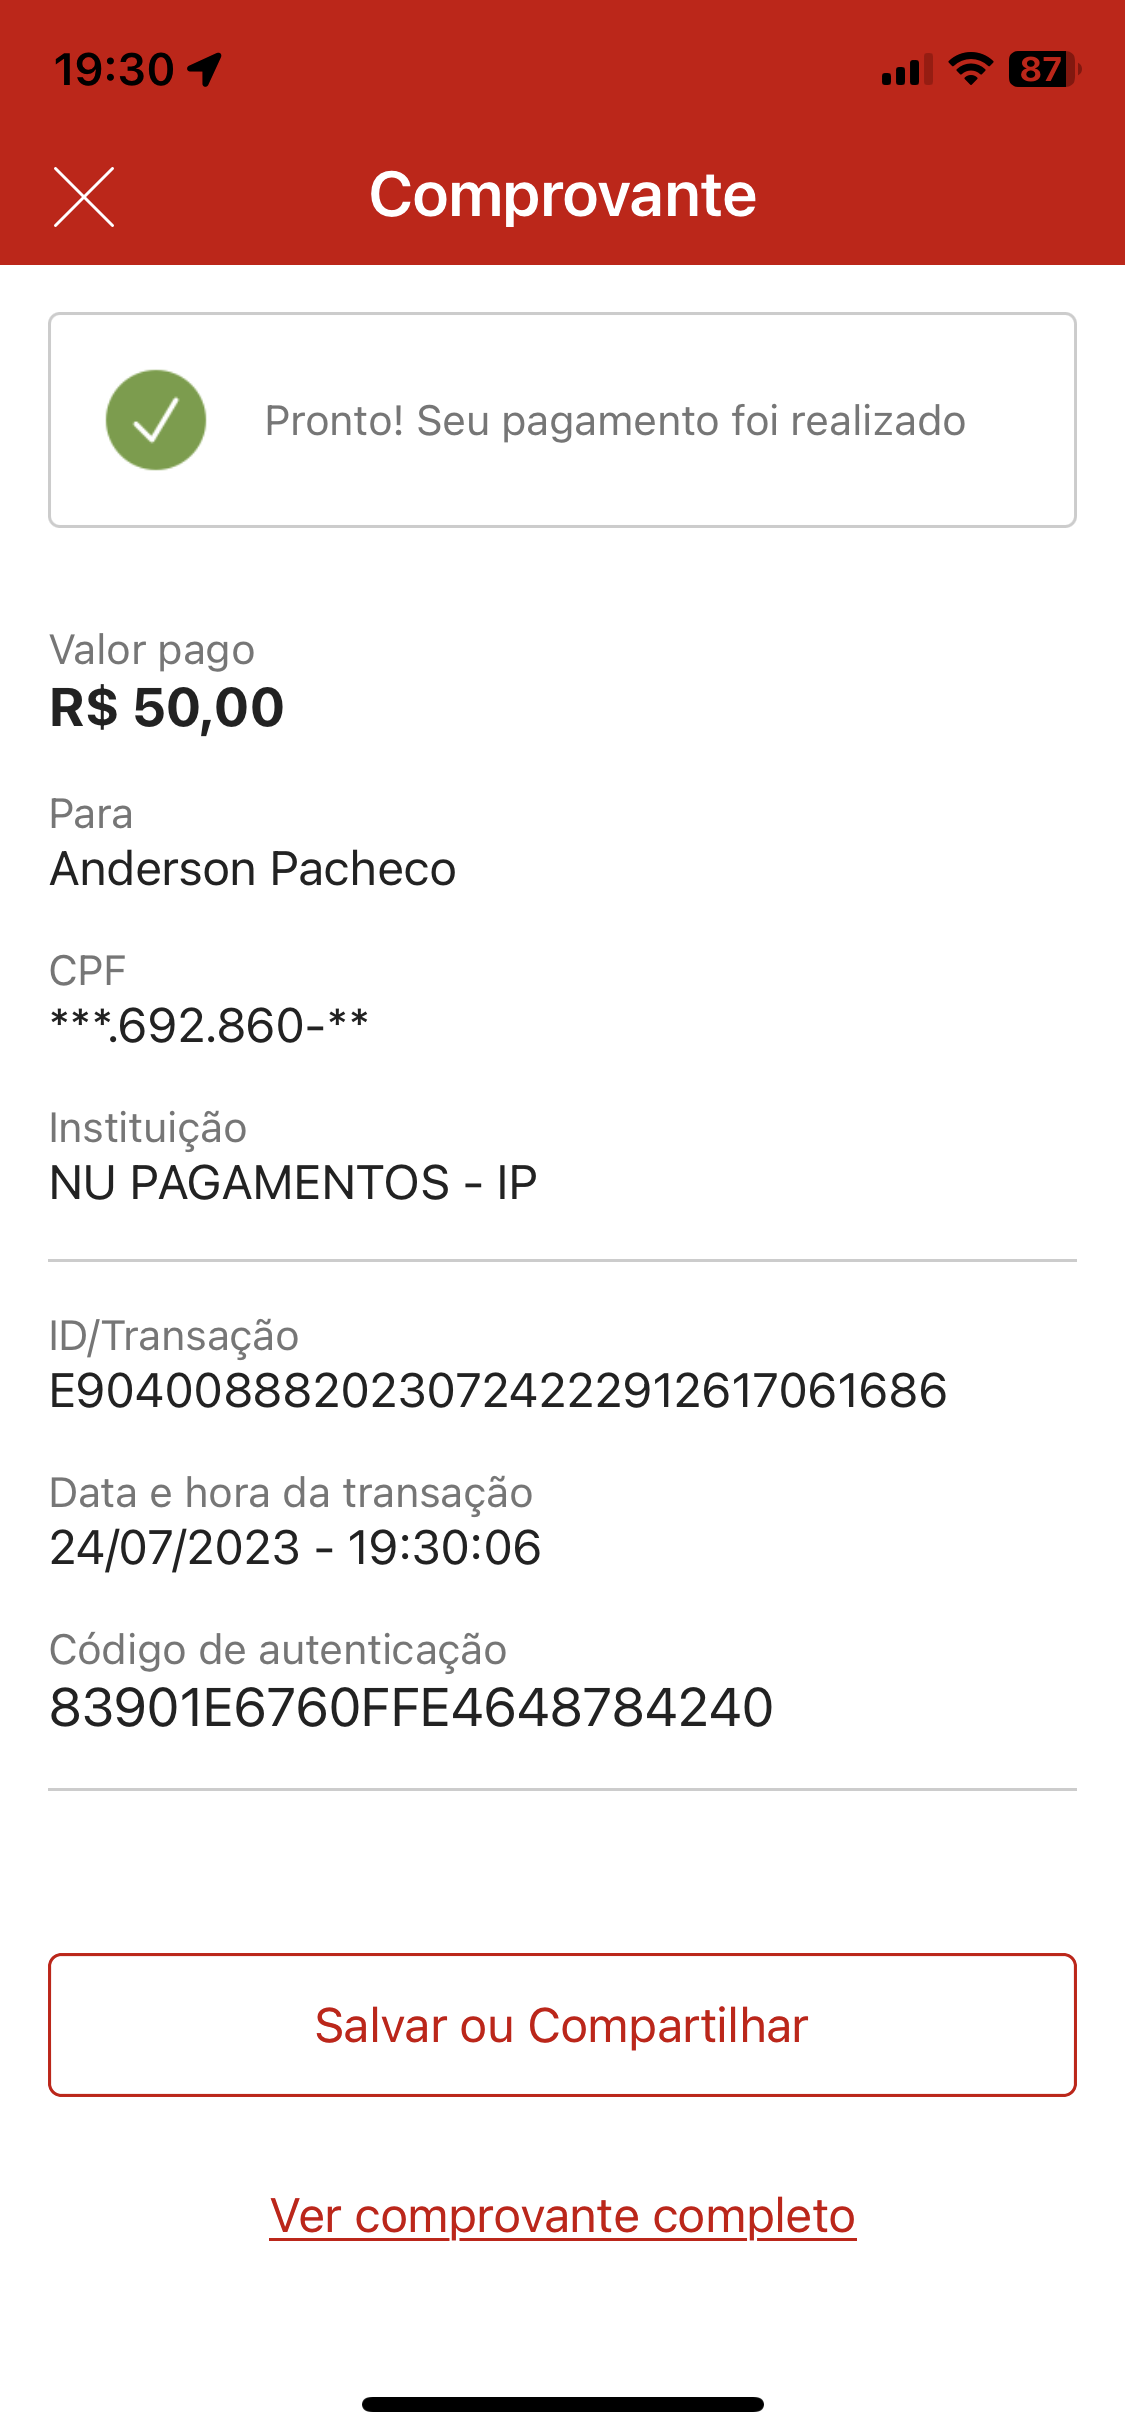 19:30
87
Comprovante
Pronto! Seu pagamento foi realizado
Valor pago
R$ 50,00
Para
Anderson Pacheco
CPF
***.692.860-**
Instituição
NU PAGAMENTOS - IP
ID/Transação
E9040088820230724222912617061686
Data e hora da transação
24/07/2023 - 19:30:06
Código de autenticação
83901E6760FFE4648784240
Salvar ou Compartilhar
Ver comprovante completo